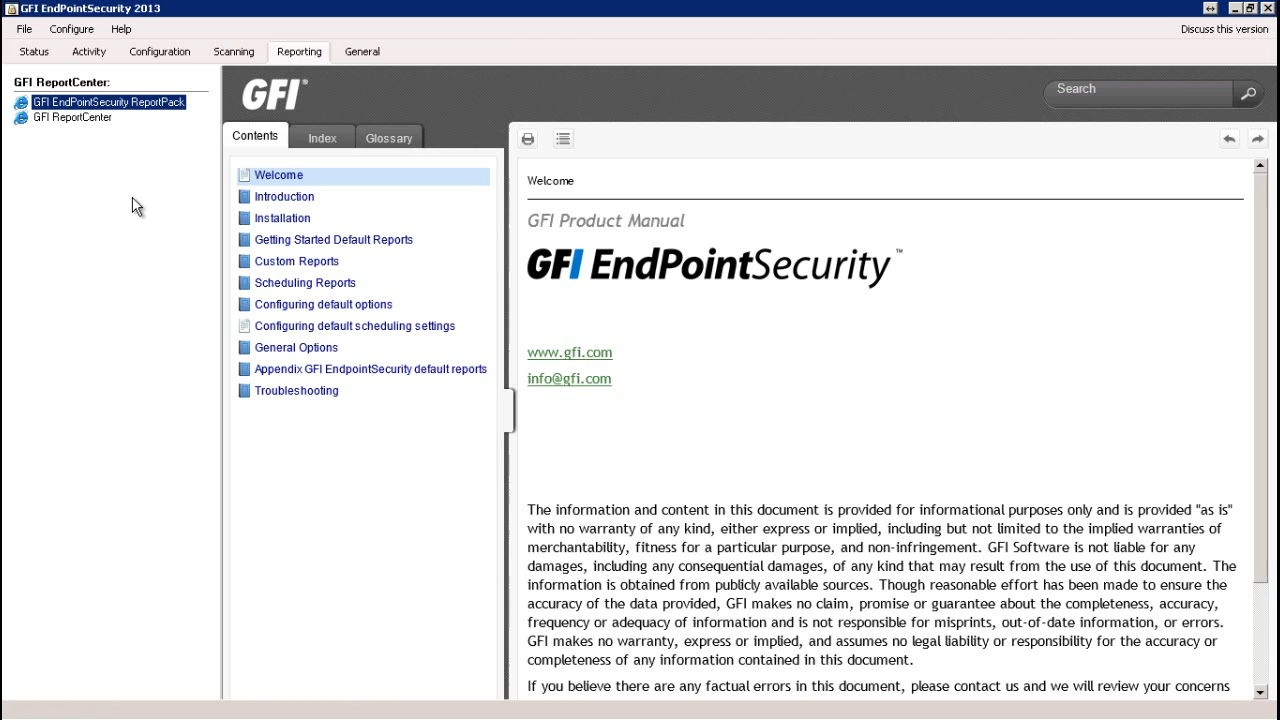 GFI EndPointSecurity 2013
File Configure Help
Discuss this version
Status Activity Configuration Scanning Reporting General
GFI ReportCenter:
GFI EndPointSecurity ReportPack
GFI ReportCenter
GFI®
Search
Contents Index Glossary
Welcome
Introduction
Installation
Getting Started Default Reports
Custom Reports
Scheduling Reports
Configuring default options
Configuring default scheduling settings
General Options
Appendix GFI EndpointSecurity default reports
Troubleshooting
Welcome
GFI Product Manual
GFI EndPointSecurity™
www.gfi.com
info@gfi.com
The information and content in this document is provided for informational purposes only and is provided "as is"
with no warranty of any kind, either express or implied, including but not limited to the implied warranties of
merchantability, fitness for a particular purpose, and non-infringement. GFI Software is not liable for any
damages, including any consequential damages, of any kind that may result from the use of this document. The
information is obtained from publicly available sources. Though reasonable effort has been made to ensure the
accuracy of the data provided, GFI makes no claim, promise or guarantee about the completeness, accuracy,
frequency or adequacy of information and is not responsible for misprints, out-of-date information, or errors.
GFI makes no warranty, express or implied, and assumes no legal liability or responsibility for the accuracy or
completeness of any information contained in this document.
If you believe there are any factual errors in this document, please contact us and we will review your concerns